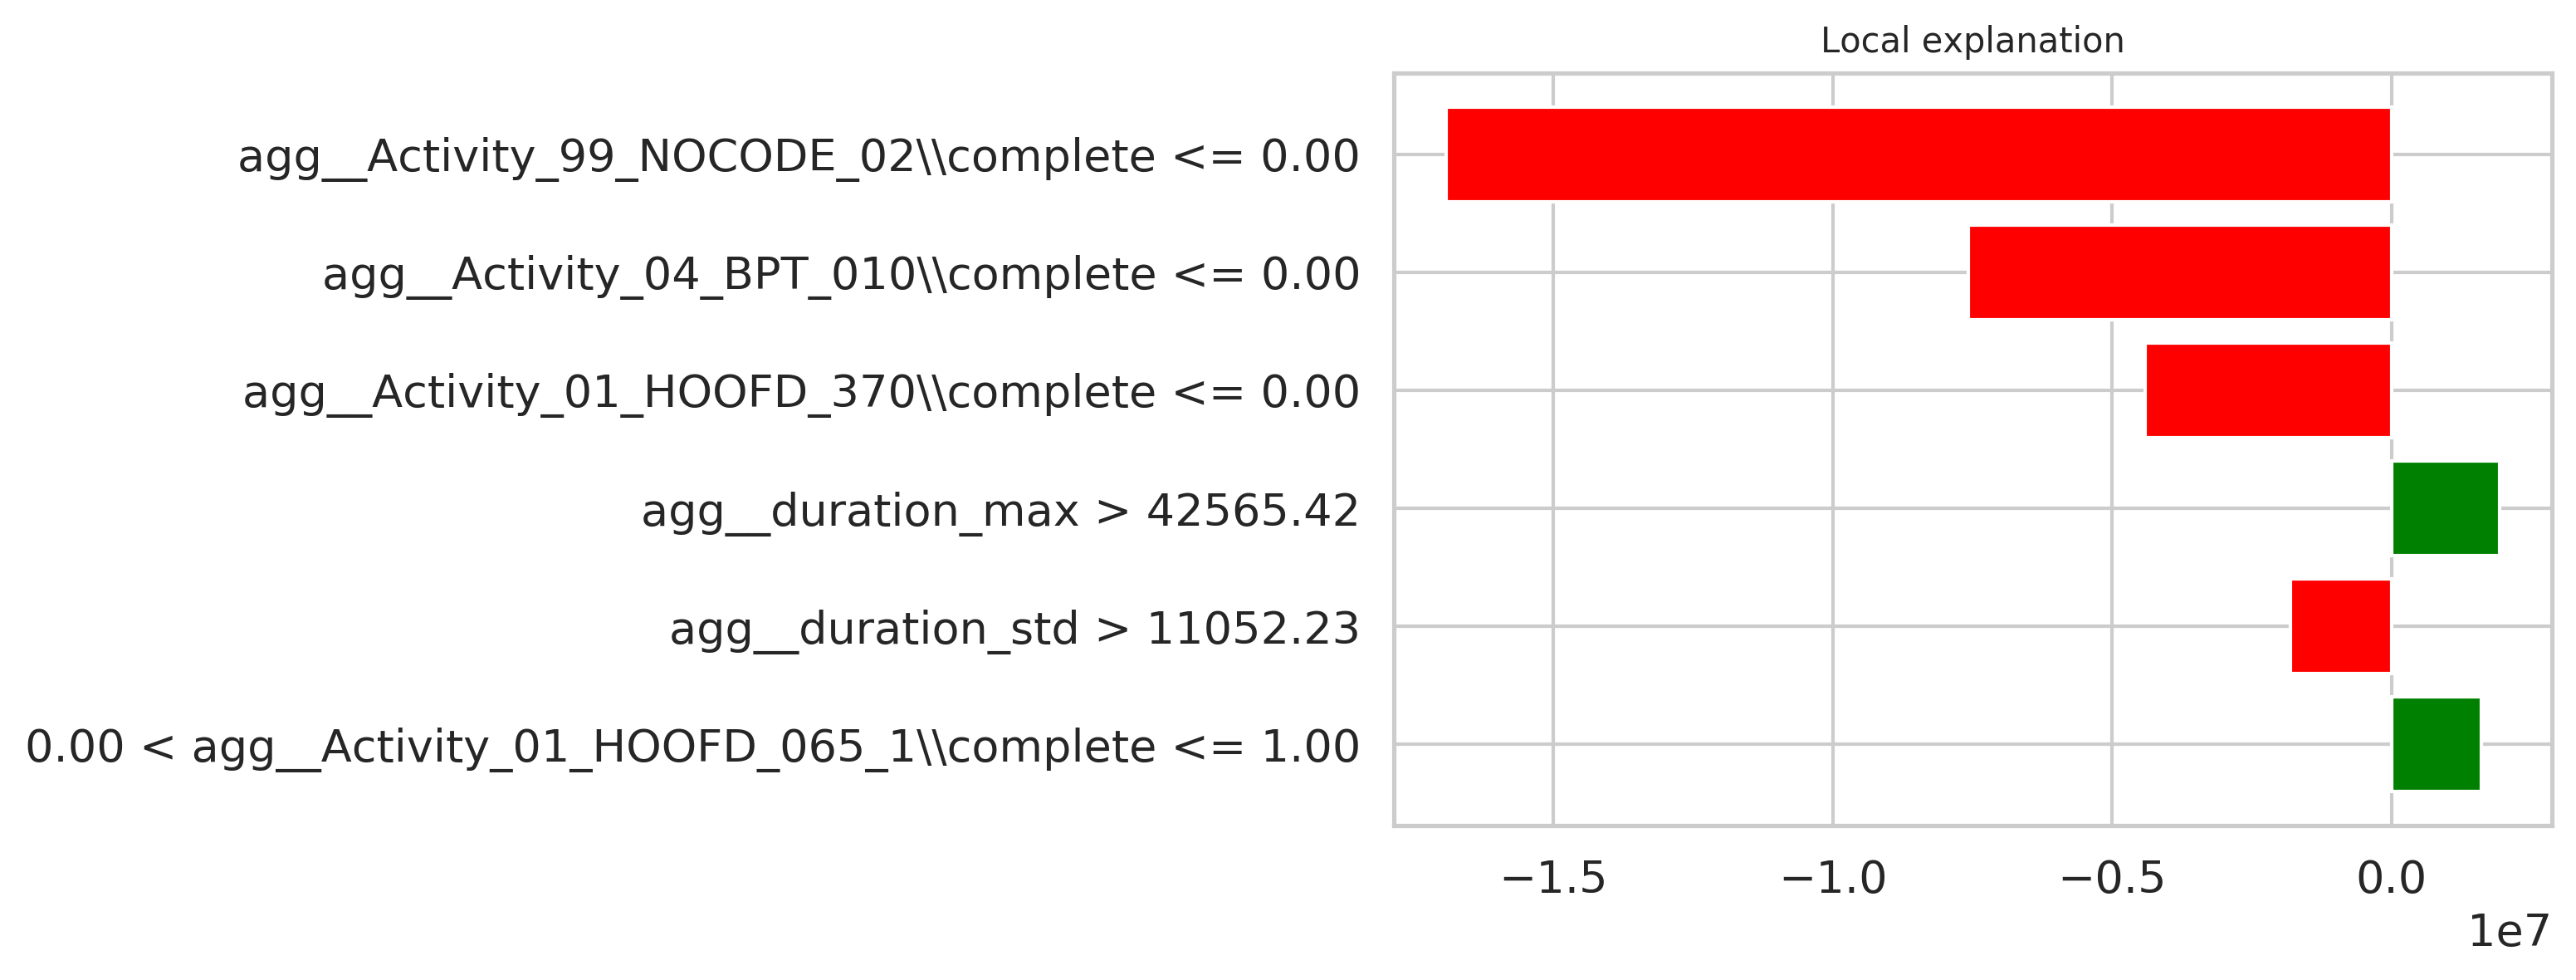 Local explanation
agg__Activity_99_NOCODE_02\\complete <= 0.00
agg__Activity_04_BPT_010\\complete <= 0.00
agg__Activity_01_HOOFD_370\\complete <= 0.00
agg__duration_max > 42565.42
agg__duration_std > 11052.23
0.00 < agg__Activity_01_HOOFD_065_1\\complete <= 1.00
−1.5 −1.0 −0.5 0.0
1e7